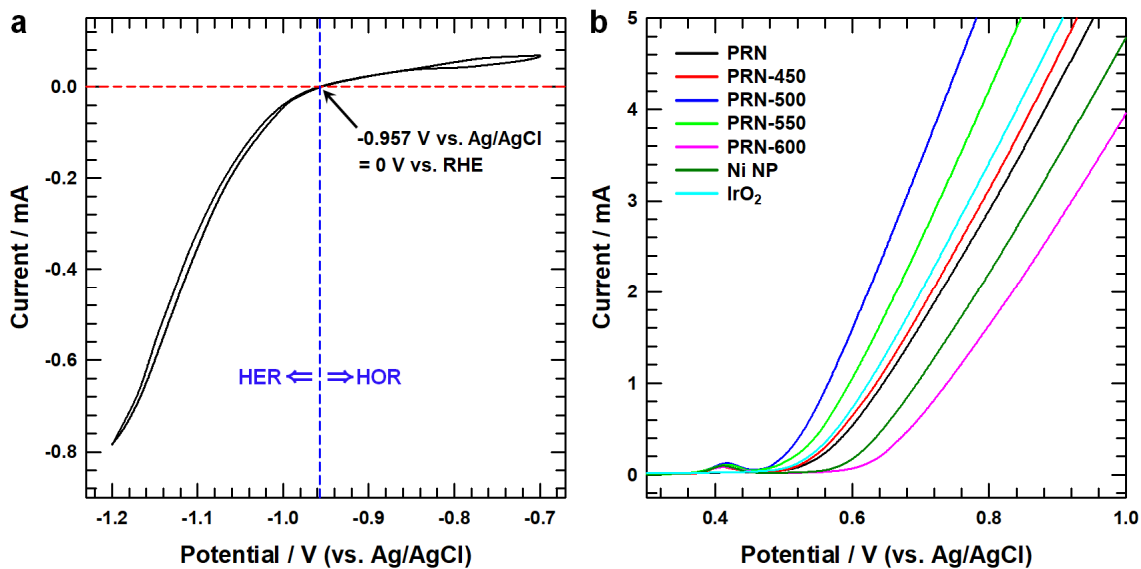 a
0.0
-0.2
-0.4
-0.6
-0.8
Current / mA
-0.957 V vs. Ag/AgCl
= 0 V vs. RHE
HER ⇐ ⇒ HOR
-1.2 -1.1 -1.0 -0.9 -0.8 -0.7
Potential / V (vs. Ag/AgCl)
b
5
4
3
2
1
0
Current / mA
PRN
PRN-450
PRN-500
PRN-550
PRN-600
Ni NP
IrO₂
0.4 0.6 0.8 1.0
Potential / V (vs. Ag/AgCl)